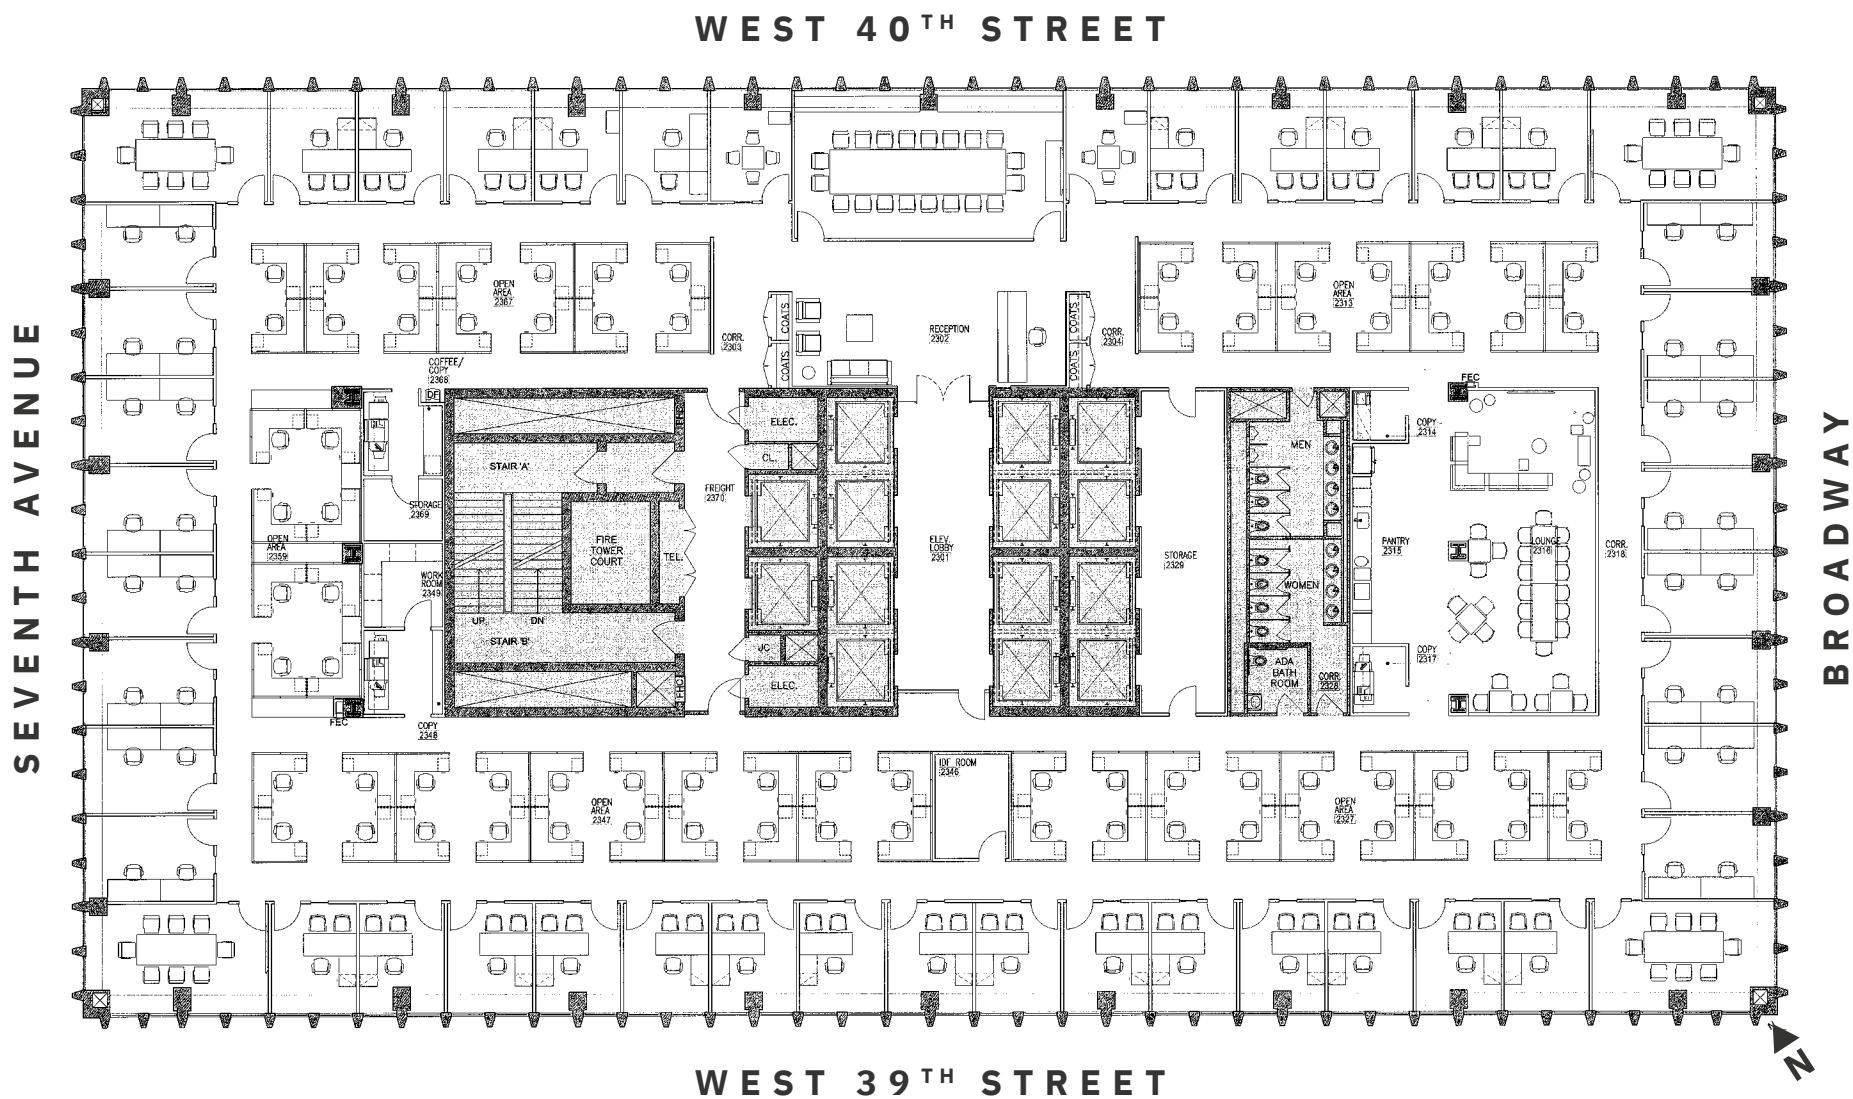 WEST 40TH STREET
SEVENTH AVENUE
BROADWAY
OPEN
AREA
2367
OPEN
AREA
2313
COATS
COATS
COATS
COATS
CORR.
2303
RECEPTION
2302
CORR.
2304
COFFEE/
COPY
2368
DF
FHC
ELEC.
CL.
STAIR 'A'
FREIGHT
2370
STORAGE
2369
OPEN
AREA
2359
FIRE
TOWER
COURT
TEL.
WORK
ROOM
2349
UP
DN
STAIR 'B'
JC
ELEC.
FHC
FEC
COPY
2348
ELEV.
LOBBY
2301
STORAGE
2329
MEN
WOMEN
ADA
BATH
ROOM
CORR.
2328
FEC
COPY
2314
PANTRY
2315
LOUNGE
2316
CORR.
2318
COPY
2317
OPEN
AREA
2347
IDF ROOM
2346
OPEN
AREA
2327
N
WEST 39TH STREET